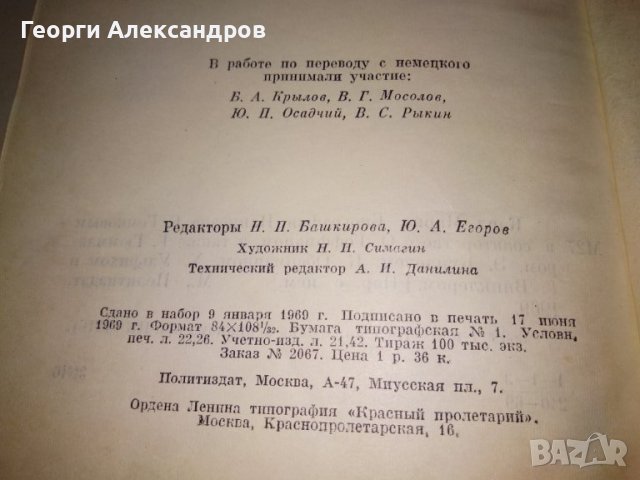 Георги Александров
В работе по переводу с немецкого
принимали участие:
Б. А. Крылов, В. Г. Мосолов,
Ю. П. Осадчий, В. С. Рыкин
Редакторы Н. П. Башкирова, Ю. А. Егоров
Художник Н. Н. Симагин
Технический редактор А. И. Данилина
Сдано в набор 9 января 1969 г. Подписано в печать 17 июня
1969 г. Формат 84×108¹/₃₂. Бумага типографская № 1. Условн.
печ. л. 22,26. Учетно-изд. л. 21,42. Тираж 100 тыс. экз.
Заказ № 2067. Цена 1 р. 36 к.
Политиздат, Москва, А-47, Миусская пл., 7.
Ордена Ленина типография «Красный пролетарий».
Москва, Краснопролетарская, 16.
BAZAR
bg